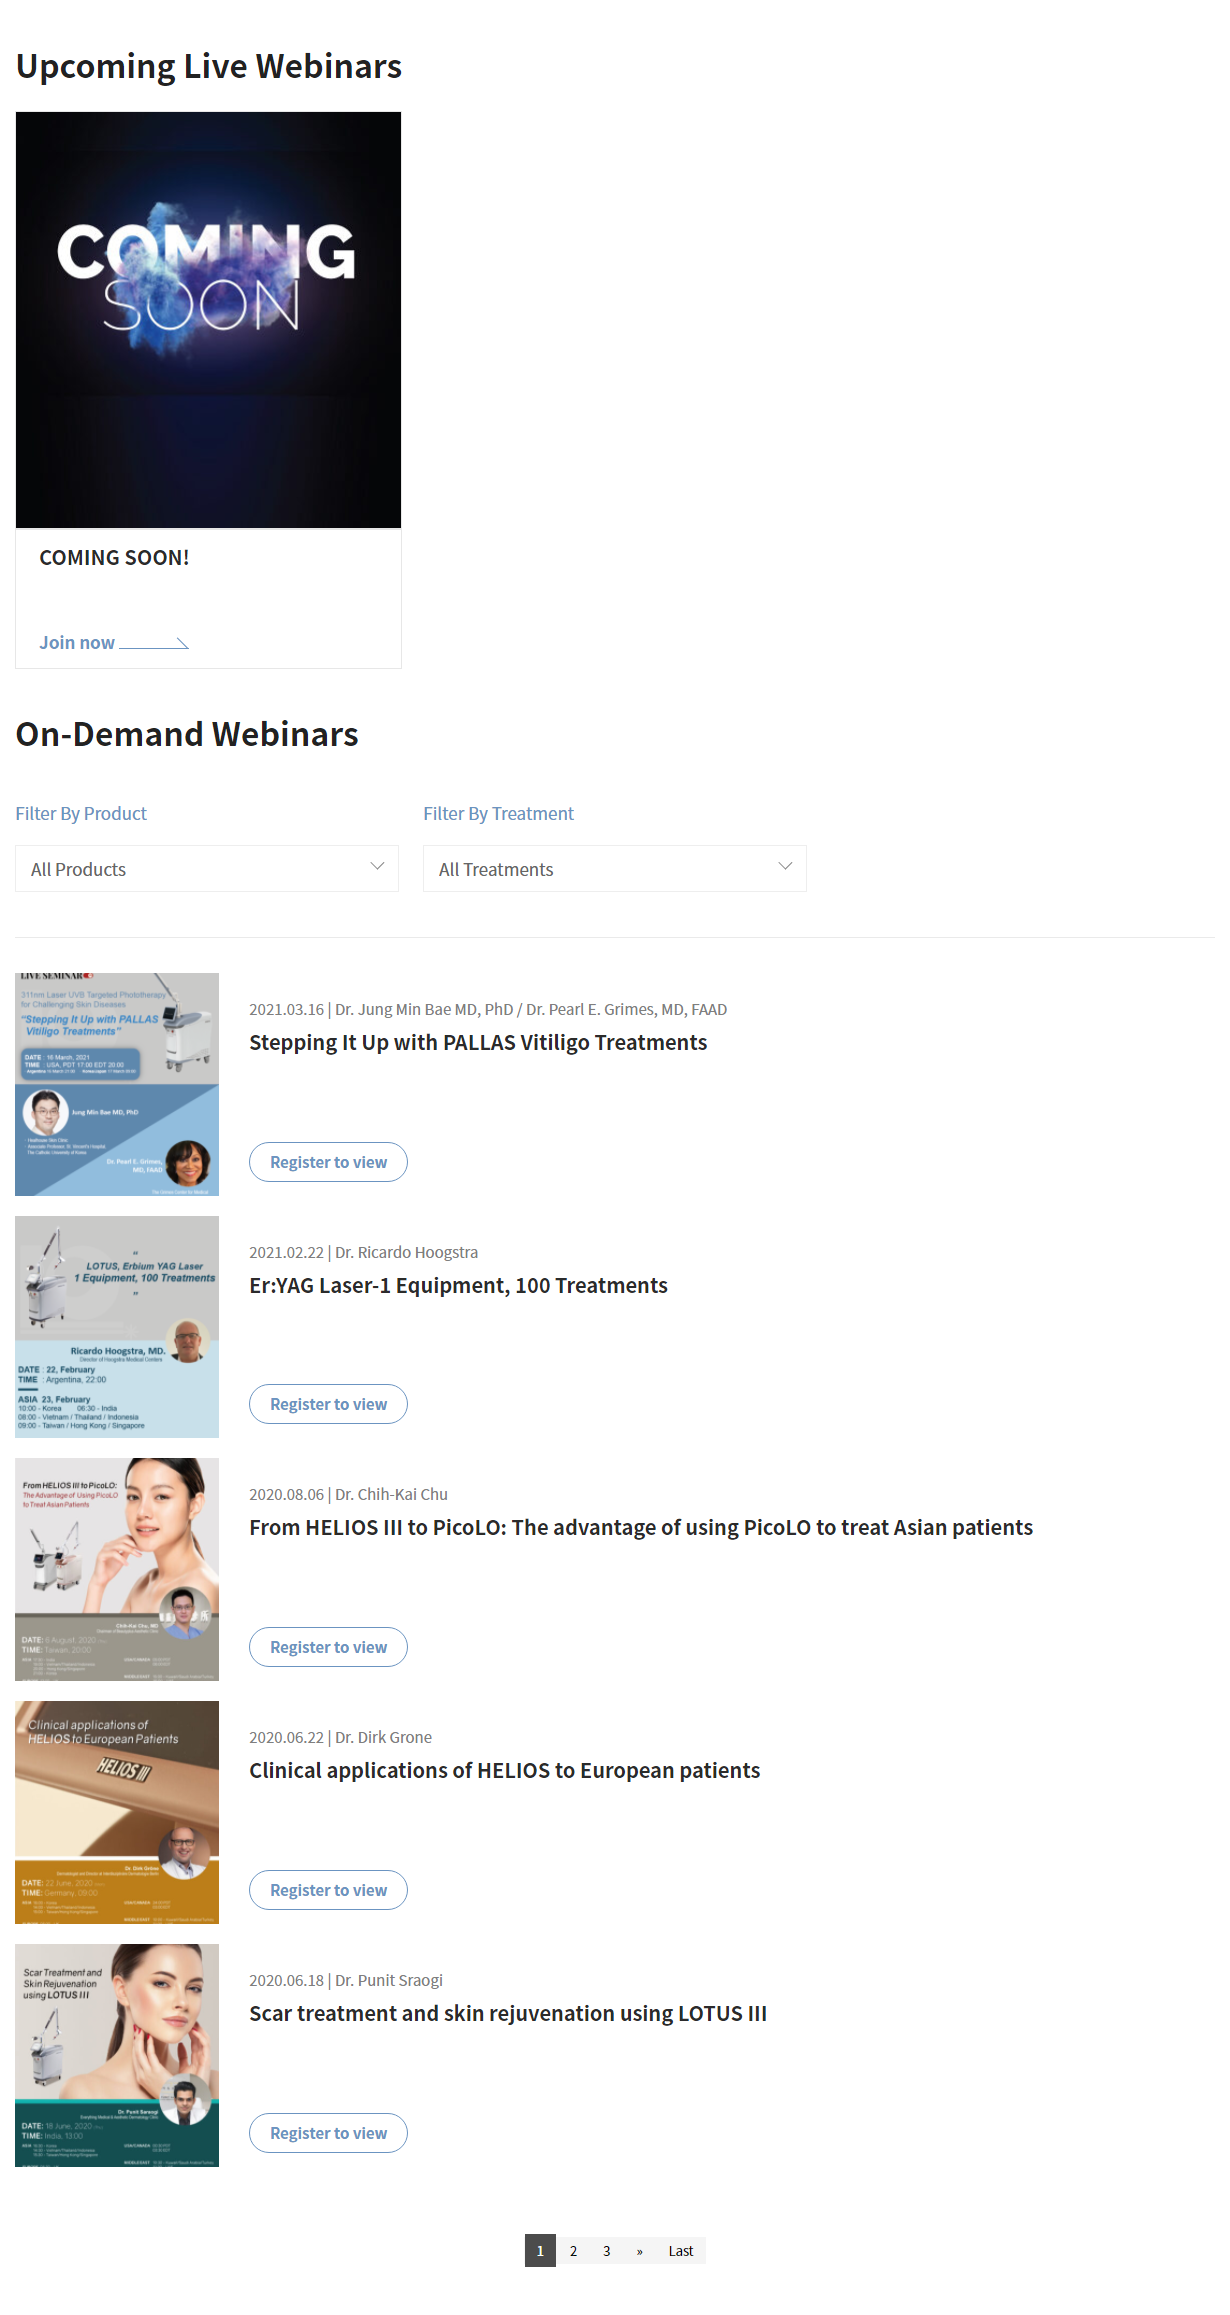 Upcoming Live Webinars
COMING
SOON
COMING SOON!
Join now
On-Demand Webinars
Filter By Product
Filter By Treatment
All Products
All Treatments
LIVE SEMINAR
311nm Laser UVB Targeted Phototherapy
for Challenging Skin Diseases
"Stepping It Up with PALLAS
Vitiligo Treatments"
DATE : 16 March, 2021
TIME : USA, PDT 17:00 EDT 20:00
Jung Min Bae MD, PhD
Dr. Pearl E. Grimes,
MD, FAAD
2021.03.16 | Dr. Jung Min Bae MD, PhD / Dr. Pearl E. Grimes, MD, FAAD
Stepping It Up with PALLAS Vitiligo Treatments
Register to view
"
LOTUS, Erbium YAG Laser
1 Equipment, 100 Treatments
"
Ricardo Hoogstra, MD.
Director of Hoogstra Medical Centers
DATE : 22, February
TIME : Argentina, 22:00
ASIA 23, February
10:00 - Korea 06:30 - India
08:00 - Vietnam / Thailand / Indonesia
09:00 - Taiwan / Hong Kong / Singapore
2021.02.22 | Dr. Ricardo Hoogstra
Er:YAG Laser-1 Equipment, 100 Treatments
Register to view
From HELIOS III to PicoLO:
The Advantage of Using PicoLO
to Treat Asian Patients
Chih-Kai Chu, MD
DATE: 6 August, 2020
TIME: Taiwan, 20:00
2020.08.06 | Dr. Chih-Kai Chu
From HELIOS III to PicoLO: The advantage of using PicoLO to treat Asian patients
Register to view
Clinical applications of
HELIOS to European Patients
HELIOS III
Dr. Dirk Grone
DATE: 22 June, 2020
TIME: Germany, 09:00
2020.06.22 | Dr. Dirk Grone
Clinical applications of HELIOS to European patients
Register to view
Scar Treatment and
Skin Rejuvenation
using LOTUS III
Dr. Punit Saraogi
DATE: 18 June, 2020
TIME: India, 13:00
2020.06.18 | Dr. Punit Sraogi
Scar treatment and skin rejuvenation using LOTUS III
Register to view
1 2 3 » Last